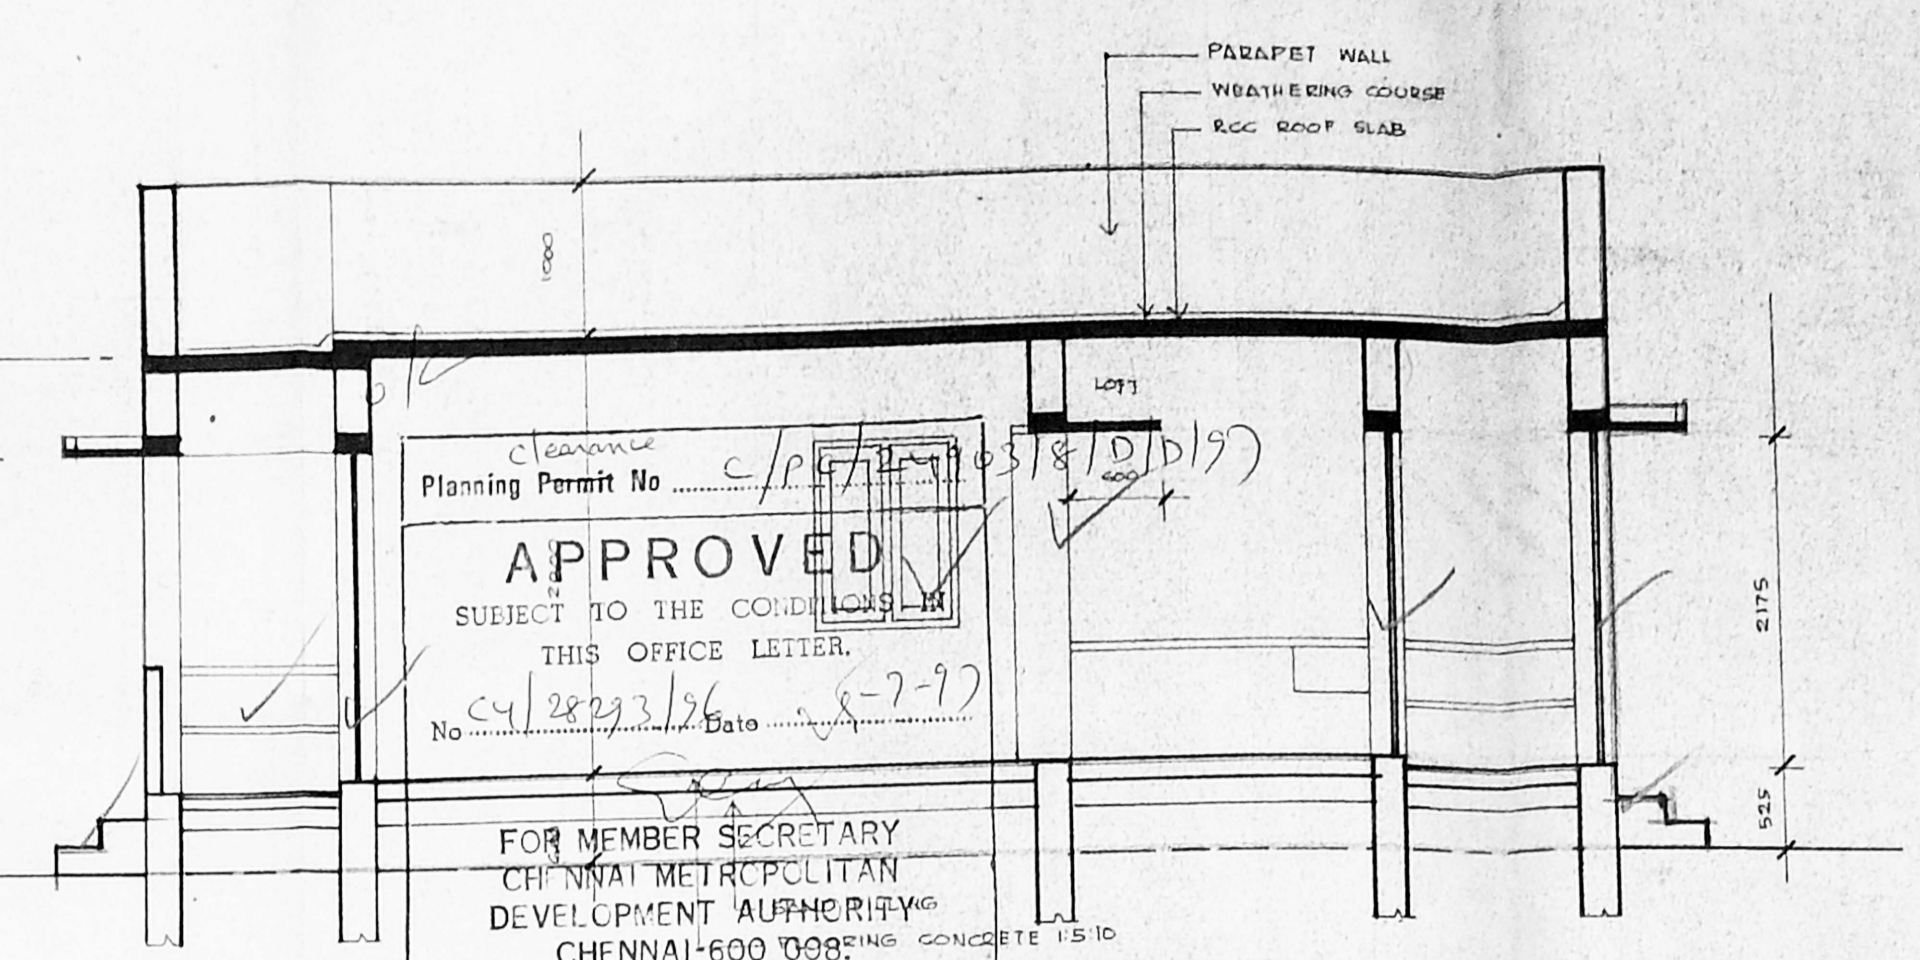 PARAPET WALL
WEATHERING COURSE
RCC ROOF SLAB
LOFT
clearance
Planning Permit No
600
APPROVED
SUBJECT TO THE CONDITIONS IN
THIS OFFICE LETTER.
No C4/28293/96 Date
2175
525
FOR MEMBER SECRETARY
CHENNAI METROPOLITAN
DEVELOPMENT AUTHORITY
CHENNAI-600 008.
CONCRETE 1:5:10